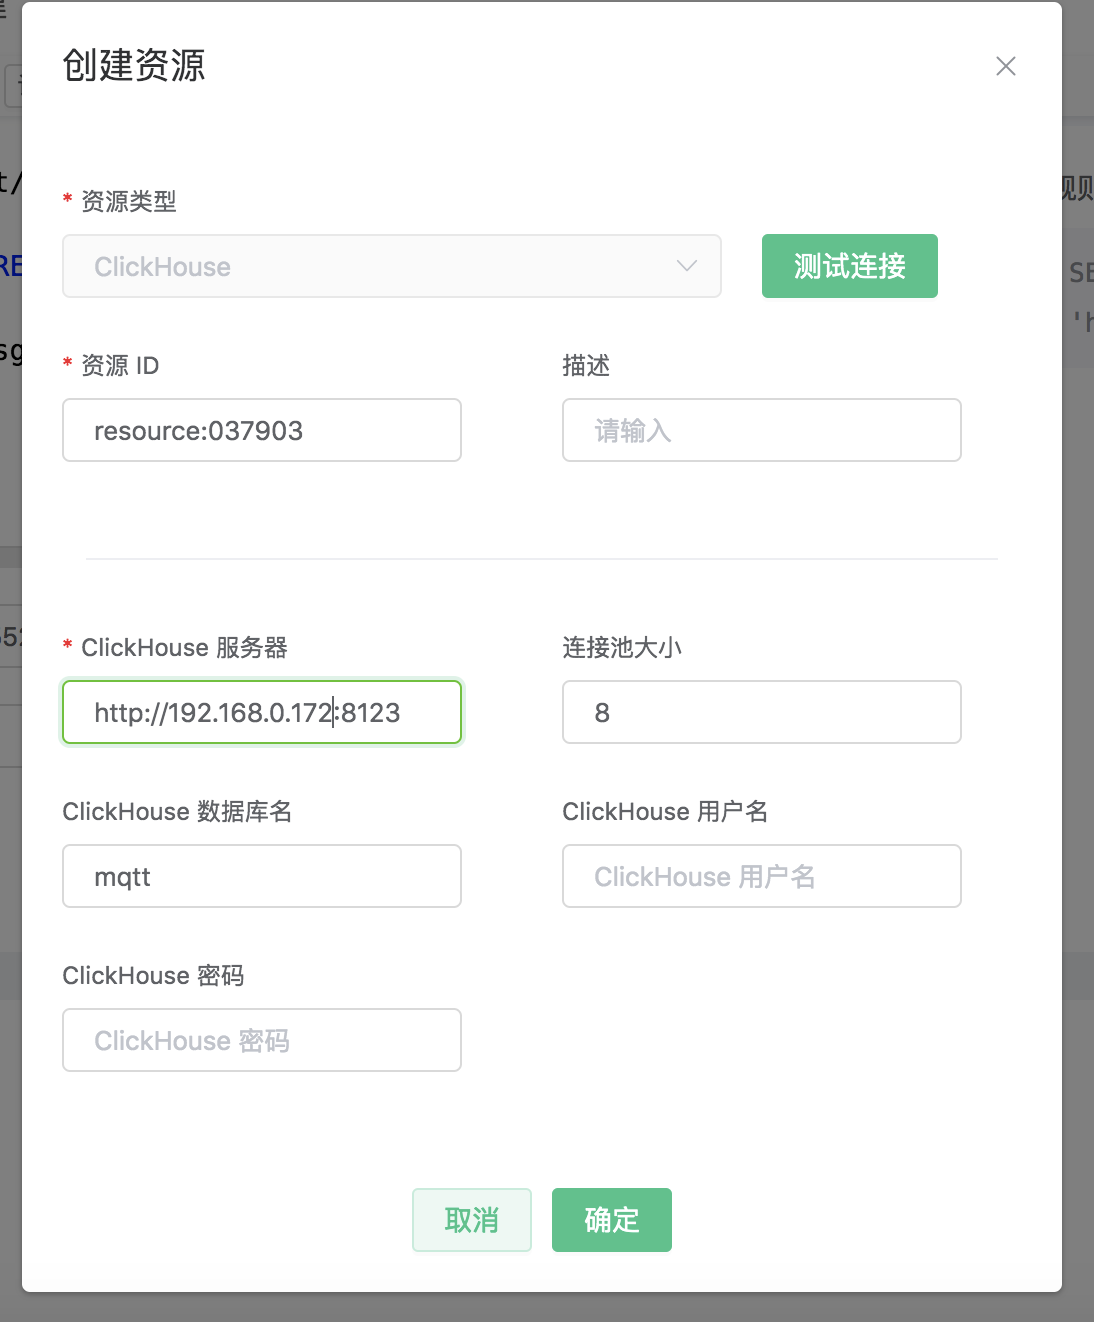 创建资源
* 资源类型
ClickHouse
测试连接
* 资源 ID
描述
resource:037903
请输入
* ClickHouse 服务器
连接池大小
http://192.168.0.172:8123
8
ClickHouse 数据库名
ClickHouse 用户名
mqtt
ClickHouse 用户名
ClickHouse 密码
ClickHouse 密码
取消
确定